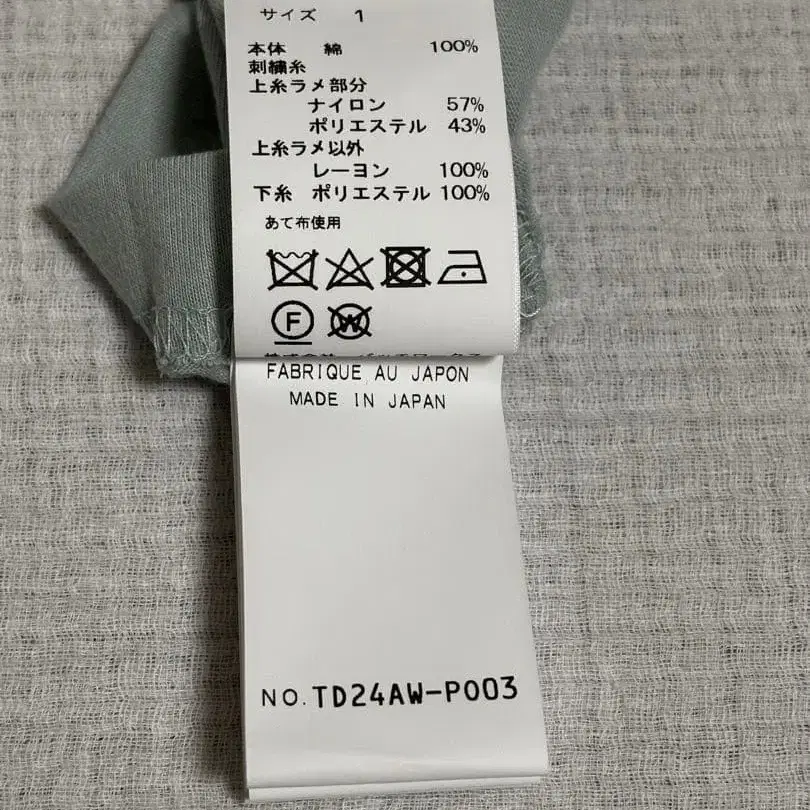 サイズ 1
本体 綿 100%
刺繍糸
上糸ラメ部分
ナイロン 57%
ポリエステル 43%
上糸ラメ以外
レーヨン 100%
下糸 ポリエステル 100%
あて布使用
F W
FABRIQUE AU JAPON
MADE IN JAPAN
NO. TD24AW-P003